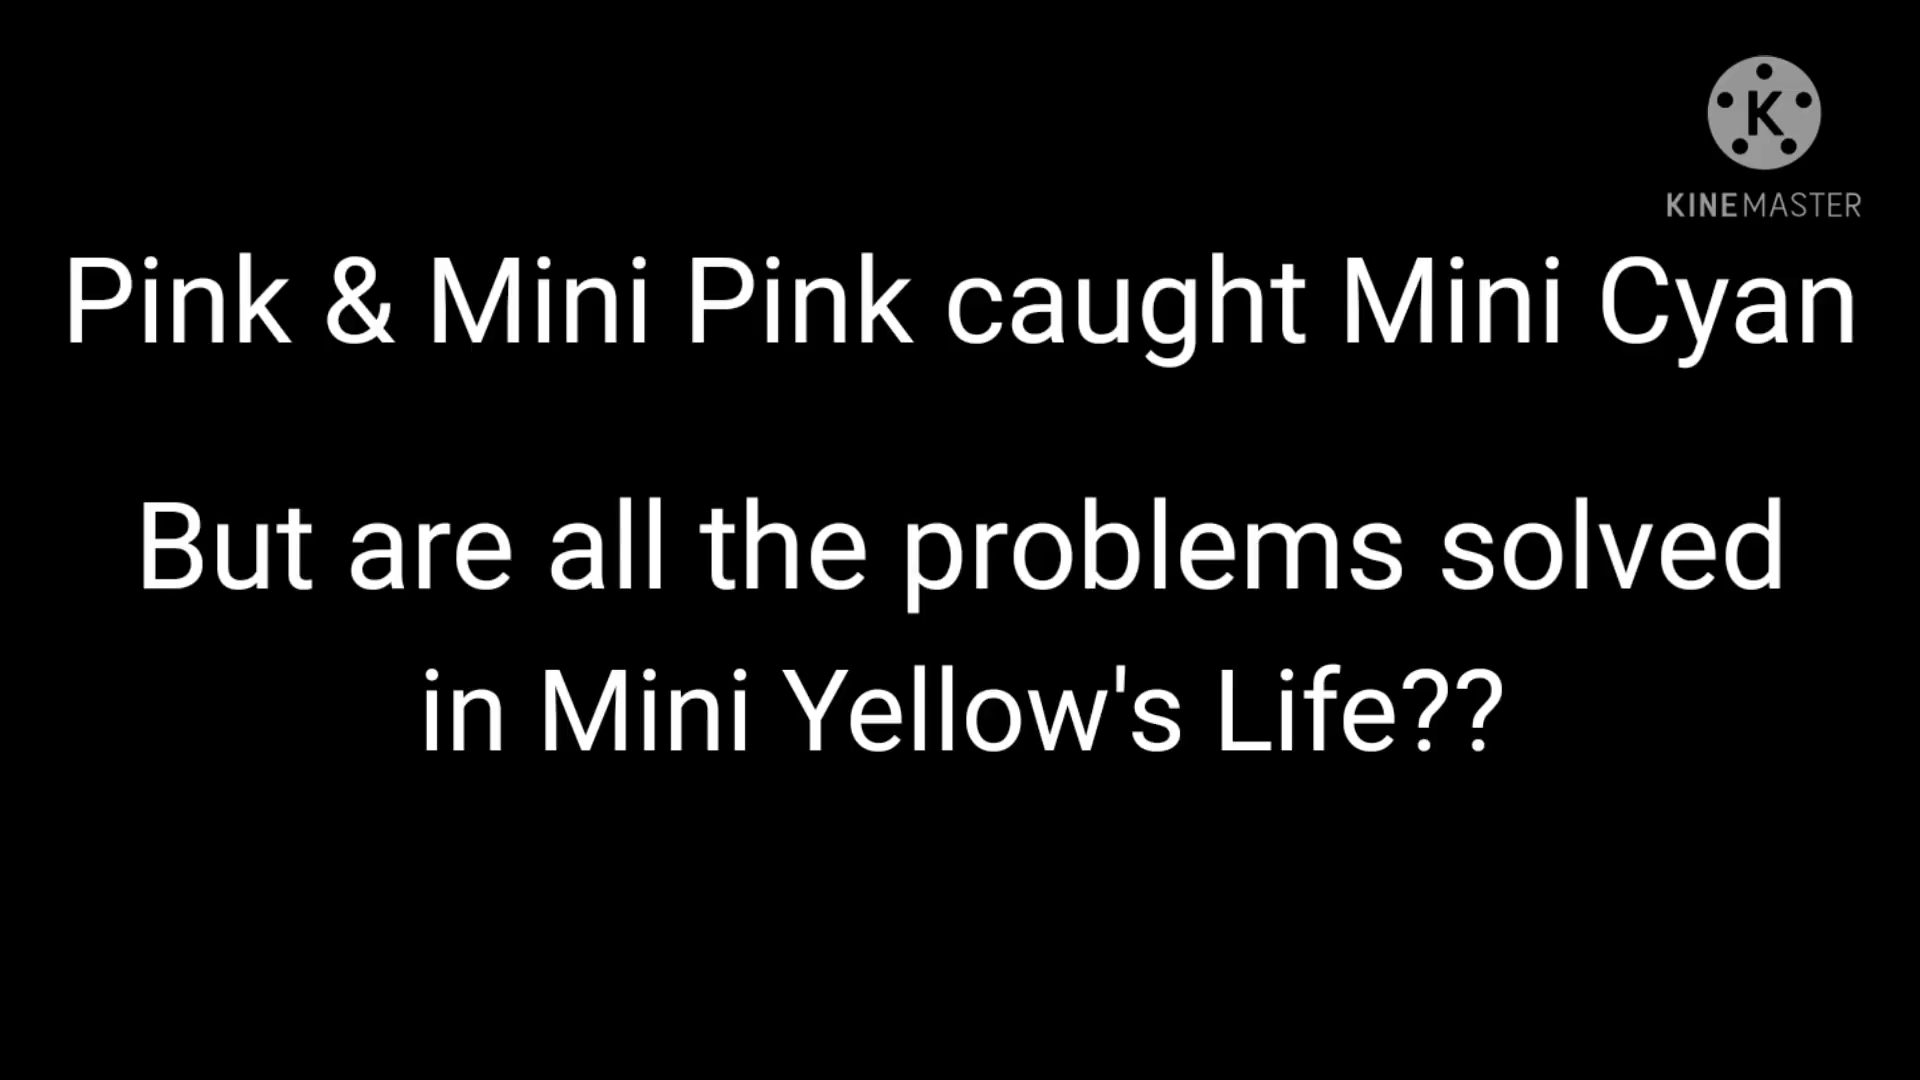 K
KINEMASTER
Pink & Mini Pink caught Mini Cyan
But are all the problems solved
in Mini Yellow's Life??